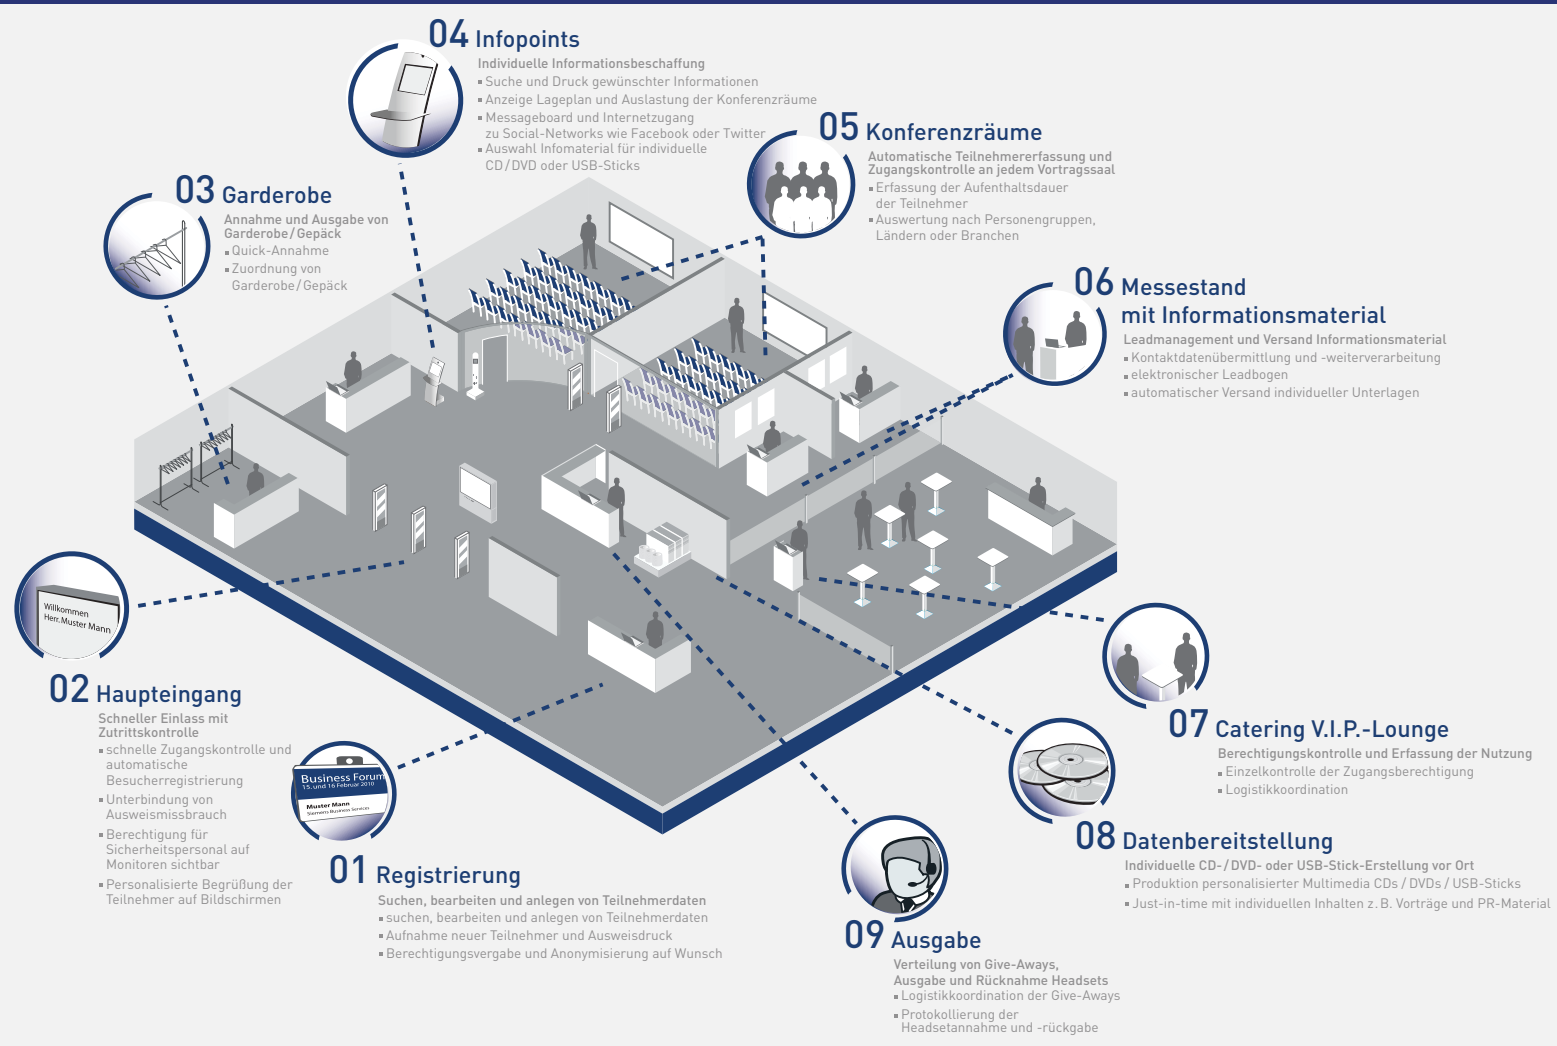 04 Infopoints
Individuelle Informationsbeschaffung
▪ Suche und Druck gewünschter Informationen
▪ Anzeige Lageplan und Auslastung der Konferenzräume
▪ Messageboard und Internetzugang
zu Social-Networks wie Facebook oder Twitter
▪ Auswahl Infomaterial für individuelle
CD/DVD oder USB-Sticks
05 Konferenzräume
Automatische Teilnehmererfassung und
Zugangskontrolle an jedem Vortragssaal
▪ Erfassung der Aufenthaltsdauer
der Teilnehmer
▪ Auswertung nach Personengruppen,
Ländern oder Branchen
03 Garderobe
Annahme und Ausgabe von
Garderobe/Gepäck
▪ Quick-Annahme
▪ Zuordnung von
Garderobe/Gepäck
06 Messestand
mit Informationsmaterial
Leadmanagement und Versand Informationsmaterial
▪ Kontaktdatenübermittlung und -weiterverarbeitung
▪ elektronischer Leadbogen
▪ automatischer Versand individueller Unterlagen
Willkommen
Herr.Muster Mann
02 Haupteingang
Schneller Einlass mit
Zutrittskontrolle
▪ schnelle Zugangskontrolle und
automatische
Besucherregistrierung
▪ Unterbindung von
Ausweismissbrauch
▪ Berechtigung für
Sicherheitspersonal auf
Monitoren sichtbar
▪ Personalisierte Begrüßung der
Teilnehmer auf Bildschirmen
Business Forum
15. und 16 Februar 2010
Muster Mann
Siemens Business Services
01 Registrierung
Suchen, bearbeiten und anlegen von Teilnehmerdaten
▪ suchen, bearbeiten und anlegen von Teilnehmerdaten
▪ Aufnahme neuer Teilnehmer und Ausweisdruck
▪ Berechtigungsvergabe und Anonymisierung auf Wunsch
07 Catering V.I.P.-Lounge
Berechtigungskontrolle und Erfassung der Nutzung
▪ Einzelkontrolle der Zugangsberechtigung
▪ Logistikkoordination
08 Datenbereitstellung
Individuelle CD-/DVD- oder USB-Stick-Erstellung vor Ort
▪ Produktion personalisierter Multimedia CDs / DVDs / USB-Sticks
▪ Just-in-time mit individuellen Inhalten z. B. Vorträge und PR-Material
09 Ausgabe
Verteilung von Give-Aways,
Ausgabe und Rücknahme Headsets
▪ Logistikkoordination der Give-Aways
▪ Protokollierung der
Headsetannahme und -rückgabe